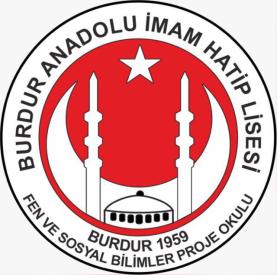 BURDUR ANADOLU İMAM HATİP LİSESİ
BURDUR 1959
FEN VE SOSYAL BİLİMLER PROJE OKULU